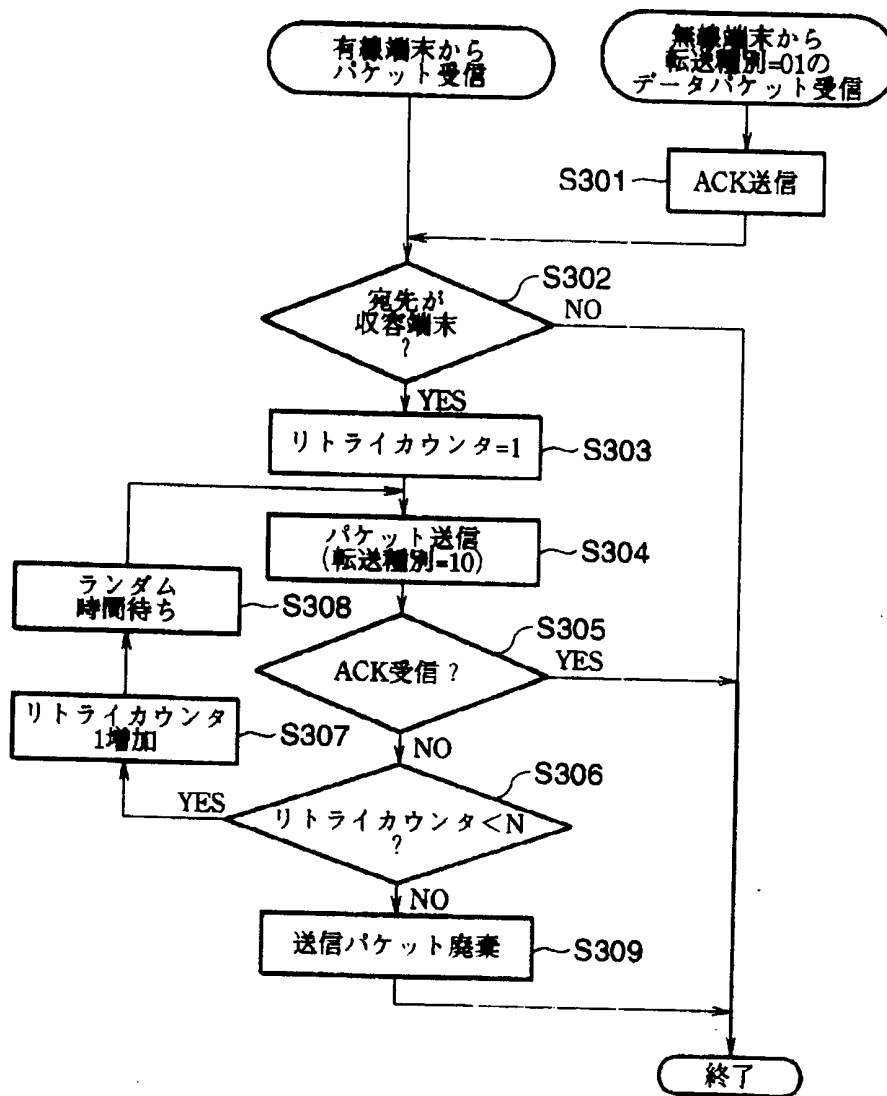 有線端末から
パケット受信
無線端末から
転送種別=01の
データパケット受信
S301
ACK送信
S302
宛先が
収容端末
?
NO
YES
リトライカウンタ=1
S303
パケット送信
(転送種別=10)
S304
ランダム
時間待ち
S308
S305
ACK受信?
YES
リトライカウンタ
1増加
S307
NO
S306
YES
リトライカウンタ<N
?
NO
送信パケット廃棄
S309
終了